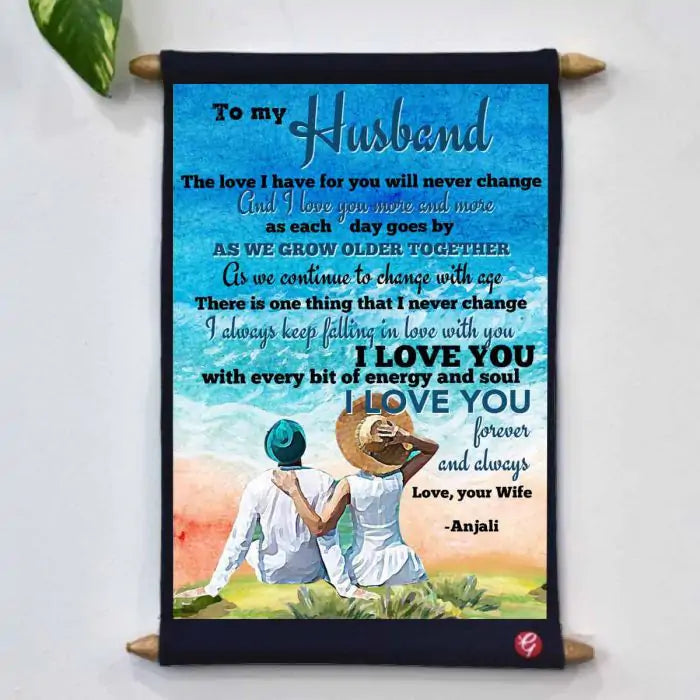 To my Husband
The love I have for you will never change
And I love you more and more
as each day goes by
AS WE GROW OLDER TOGETHER
As we continue to change with age
There is one thing that I never change
I always keep falling in love with you
I LOVE YOU
with every bit of energy and soul
I LOVE YOU
forever
and always
Love, your Wife
-Anjali